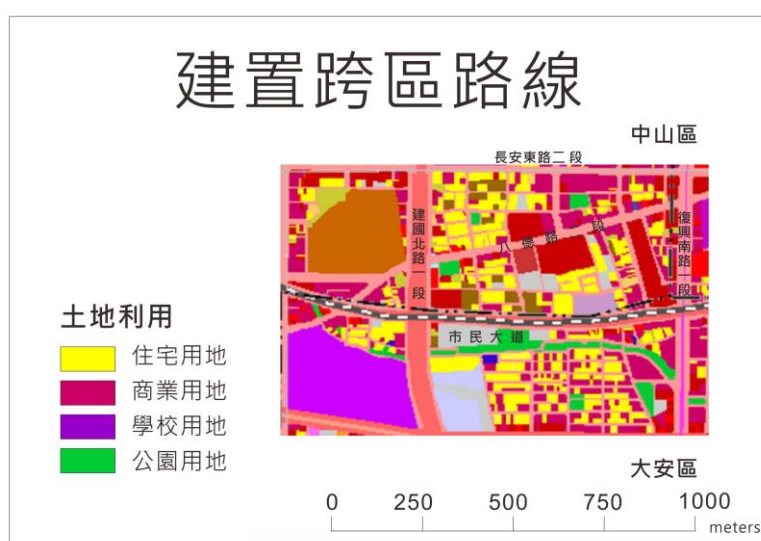 建置跨區路線
中山區
長安東路二段
建國北路一段
八德路二段
復興南路一段
市民大道
土地利用
住宅用地
商業用地
學校用地
公園用地
大安區
0 250 500 750 1000
meters